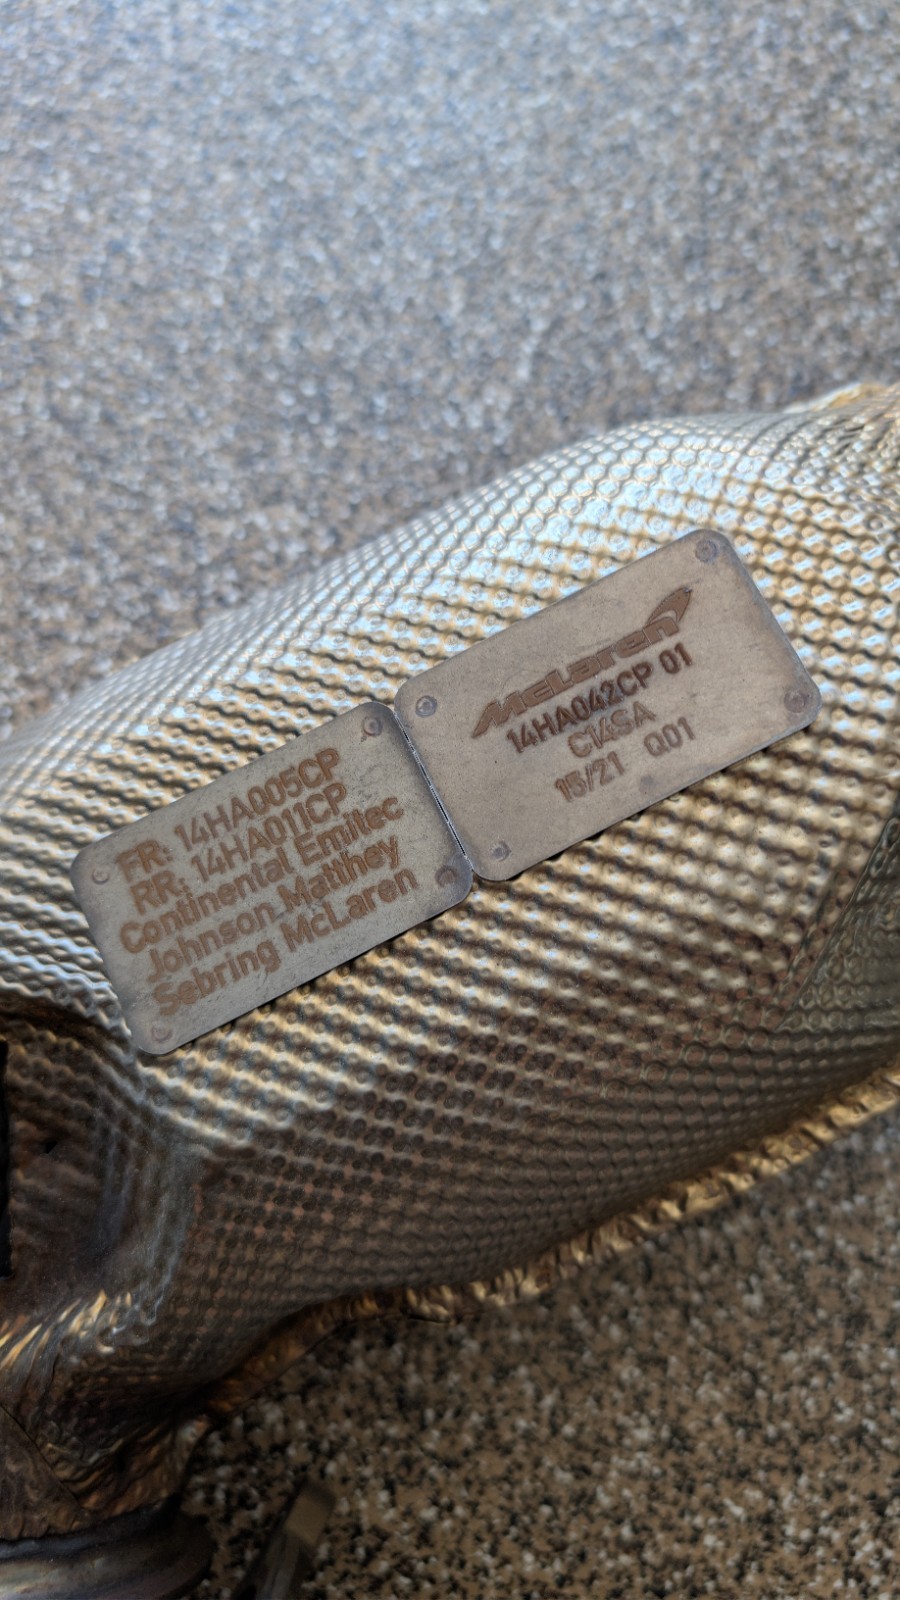 FR: 14HA005CP
RR: 14HA011CP
Continental Emitec
Johnson Matthey
Sebring McLaren
McLaren
14HA042CP 01
C14SA
15/21 Q01